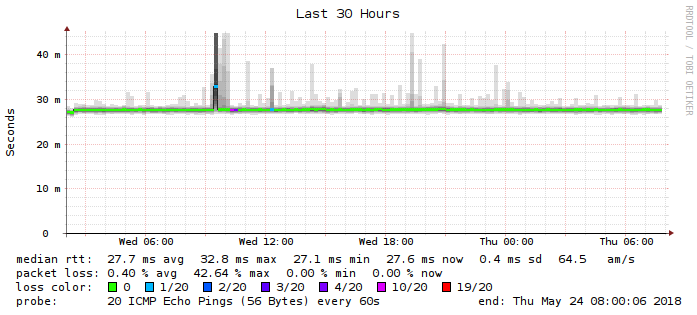 Last 30 Hours
RRDTOOL / TOBI OETIKER
Seconds
40 m
30 m
20 m
10 m
0
Wed 06:00 Wed 12:00 Wed 18:00 Thu 00:00 Thu 06:00
median rtt: 27.7 ms avg 32.8 ms max 27.1 ms min 27.6 ms now 0.4 ms sd 64.5 am/s
packet loss: 0.40 % avg 42.64 % max 0.00 % min 0.00 % now
loss color: 0 1/20 2/20 3/20 4/20 10/20 19/20
probe: 20 ICMP Echo Pings (56 Bytes) every 60s end: Thu May 24 08:00:06 2018